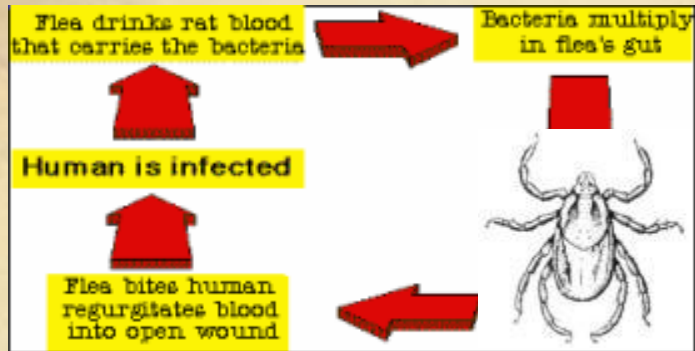 Flea drinks rat blood
that carries the bacteria
Bacteria multiply
in flea's gut
Human is infected
Flea bites human
regurgitates blood
into open wound